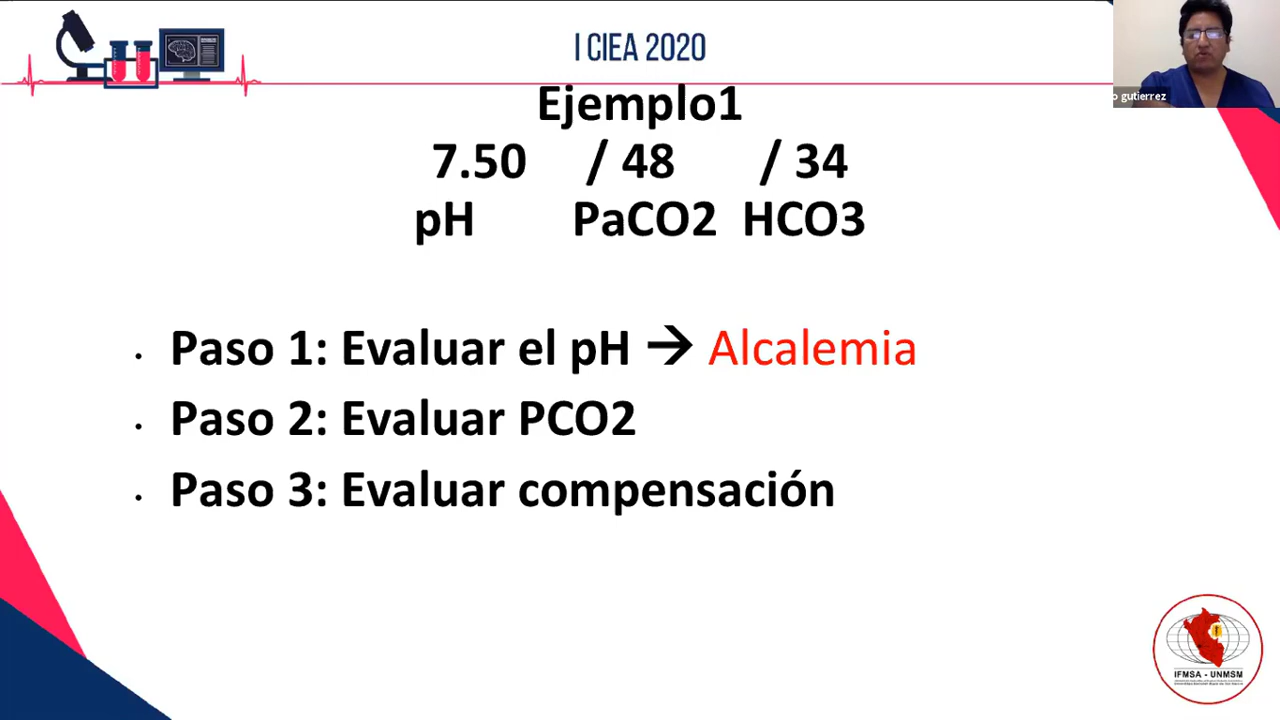 I CIEA 2020
o gutierrez
Ejemplo1
7.50 / 48 / 34
pH PaCO2 HCO3
• Paso 1: Evaluar el pH → Alcalemia
• Paso 2: Evaluar PCO2
• Paso 3: Evaluar compensación
IFMSA - UNMSM